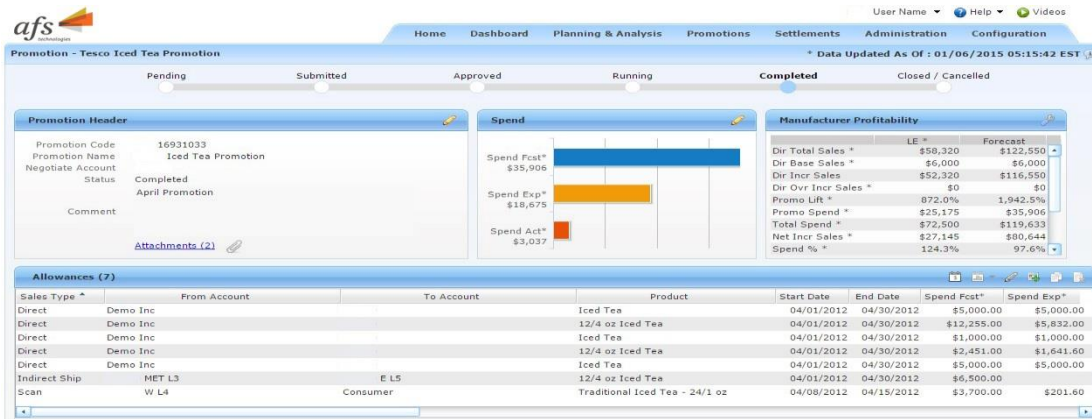 User Name Help Videos
afs
technologies
Home Dashboard Planning & Analysis Promotions Settlements Administration Configuration
Promotion - Tesco Iced Tea Promotion * Data Updated As Of : 01/06/2015 05:15:42 EST
Pending Submitted Approved Running Completed Closed / Cancelled
Promotion Header Spend Manufacturer Profitability
Promotion Code 16931033
Promotion Name Iced Tea Promotion
Negotiate Account
Status Completed
April Promotion
Comment
Attachments (2)
Spend Fcst*
$35,906
Spend Exp*
$18,675
Spend Act*
$3,037
LE * Forecast
Dir Total Sales * $58,320 $122,550
Dir Base Sales * $6,000 $6,000
Dir Incr Sales $52,320 $116,550
Dir Ovr Incr Sales * $0 $0
Promo Lift * 872.0% 1,942.5%
Promo Spend * $25,175 $35,906
Total Spend * $72,500 $119,633
Net Incr Sales * $27,145 $80,644
Spend % * 124.3% 97.6%
Allowances (7)
Sales Type From Account To Account Product Start Date End Date Spend Fcst* Spend Exp*
Direct Demo Inc Iced Tea 04/01/2012 04/30/2012 $5,000.00 $5,000.00
Direct Demo Inc 12/4 oz Iced Tea 04/01/2012 04/30/2012 $12,255.00 $5,832.00
Direct Demo Inc Iced Tea 04/01/2012 04/30/2012 $1,000.00 $1,000.00
Direct Demo Inc 12/4 oz Iced Tea 04/01/2012 04/30/2012 $2,451.00 $1,641.60
Direct Demo Inc Iced Tea 04/01/2012 04/30/2012 $5,000.00 $5,000.00
Indirect Ship MET L3 E L5 12/4 oz Iced Tea 04/01/2012 04/30/2012 $6,500.00
Scan W L4 Consumer Traditional Iced Tea - 24/1 oz 04/08/2012 04/15/2012 $3,700.00 $201.60